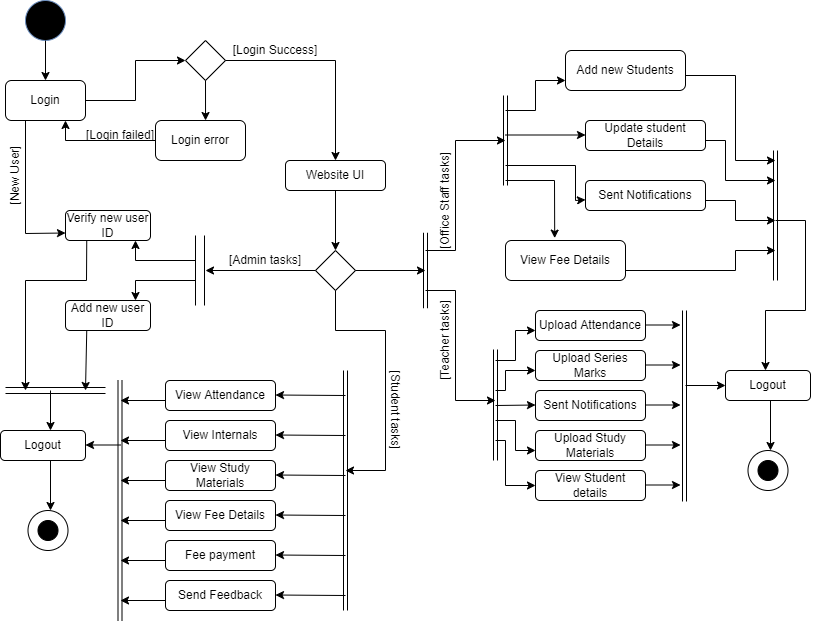 [Login Success]
Login
[Login failed]
Login error
[New User]
Website UI
Verify new user
ID
[Admin tasks]
Add new user
ID
[Office Staff tasks]
Add new Students
Update student
Details
Sent Notifications
View Fee Details
[Teacher tasks]
Upload Attendance
Upload Series
Marks
Sent Notifications
Upload Study
Materials
View Student
details
Logout
[Student tasks]
View Attendance
View Internals
View Study
Materials
View Fee Details
Fee payment
Send Feedback
Logout